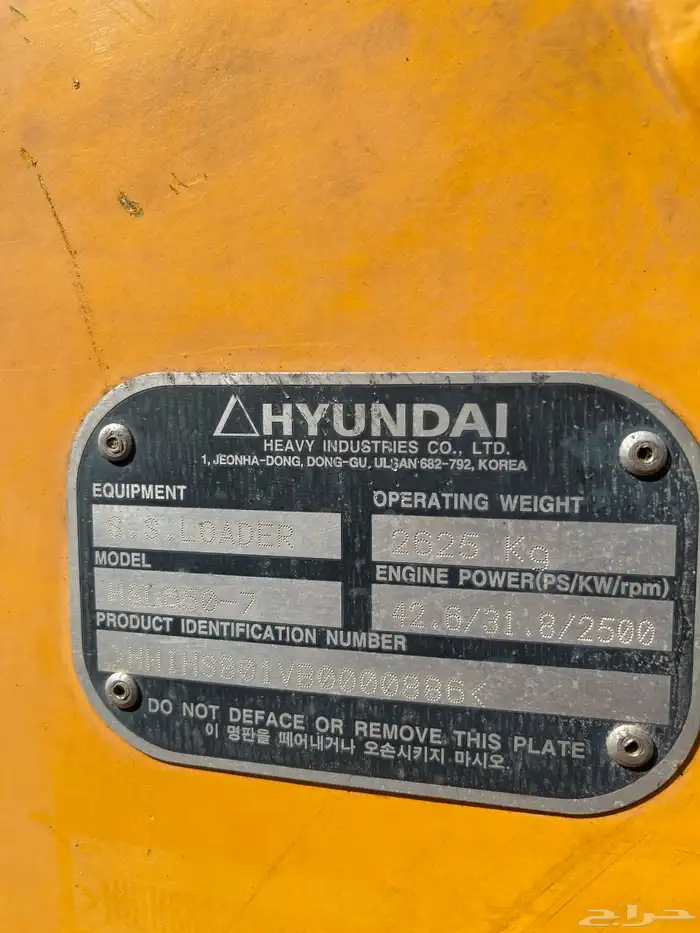 HYUNDAI
HEAVY INDUSTRIES CO., LTD.
1, JEONHA-DONG, DONG-GU, ULSAN 682-792, KOREA
EQUIPMENT
S.S.LOADER
OPERATING WEIGHT
2625 Kg
MODEL
HSL650-7
ENGINE POWER(PS/KW/rpm)
42.6/31.8/2500
PRODUCT IDENTIFICATION NUMBER
>HHIHSB01VB0000886<
DO NOT DEFACE OR REMOVE THIS PLATE
이 명판을 떼어내거나 오손시키지 마시오.
حراج